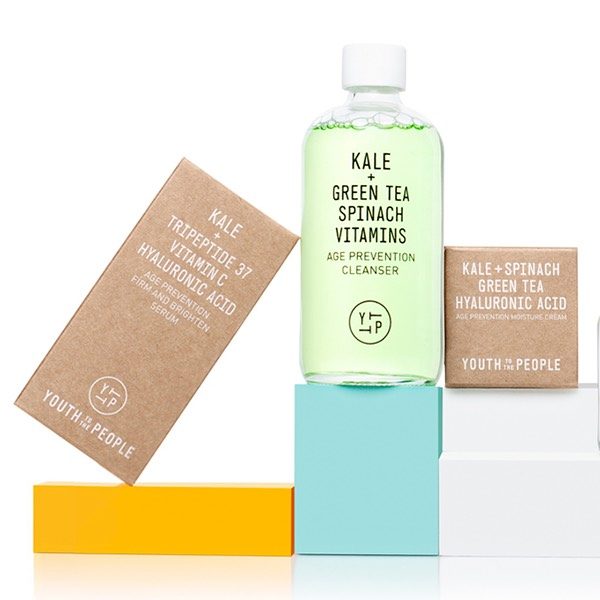 KALE
+
TRIPEPTIDE 37
VITAMIN C
HYALURONIC ACID
AGE PREVENTION
FIRM AND BRIGHTEN
SERUM
YTTP
YOUTH TO THE PEOPLE
KALE
+
GREEN TEA
SPINACH
VITAMINS
AGE PREVENTION
CLEANSER
YTTP
KALE + SPINACH
GREEN TEA
HYALURONIC ACID
AGE PREVENTION MOISTURE CREAM
YOUTH TO THE PEOPLE